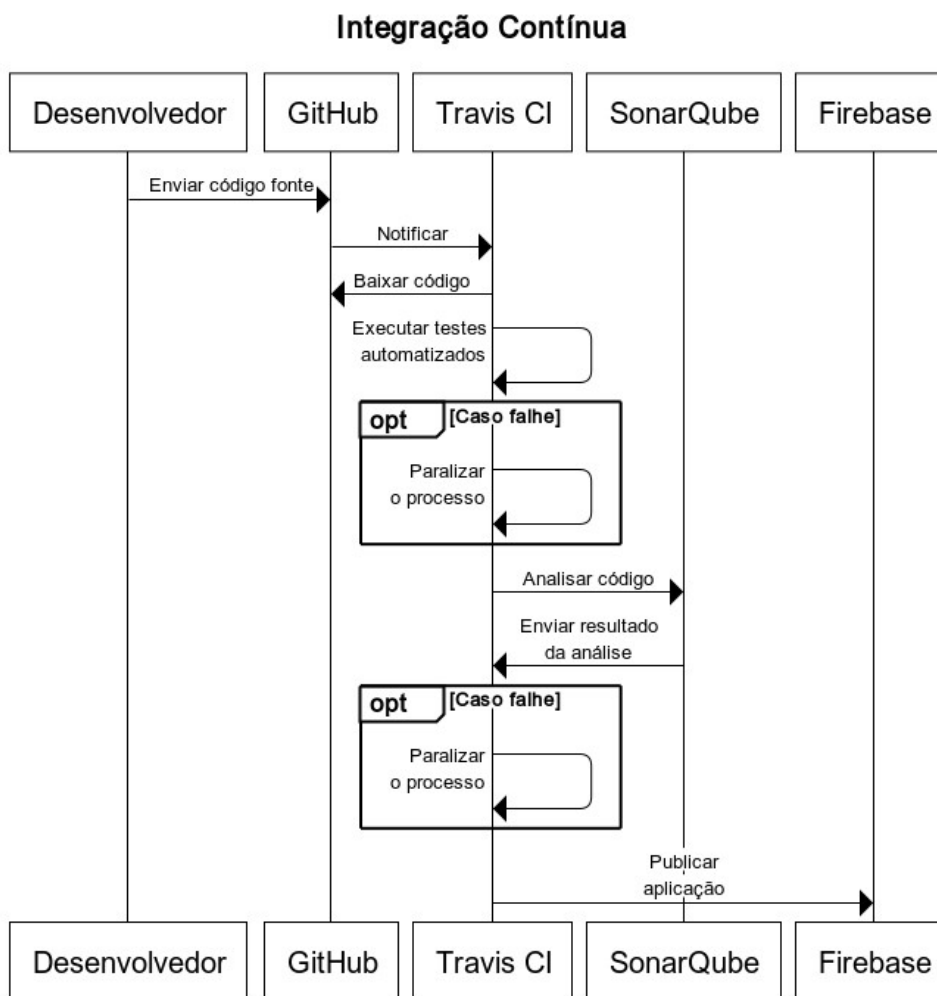 Integração Contínua
Desenvolvedor
GitHub
Travis CI
SonarQube
Firebase
Enviar código fonte
Notificar
Baixar código
Executar testes
automatizados
opt
[Caso falhe]
Paralizar
o processo
Analisar código
Enviar resultado
da análise
opt
[Caso falhe]
Paralizar
o processo
Publicar
aplicação
Desenvolvedor
GitHub
Travis CI
SonarQube
Firebase